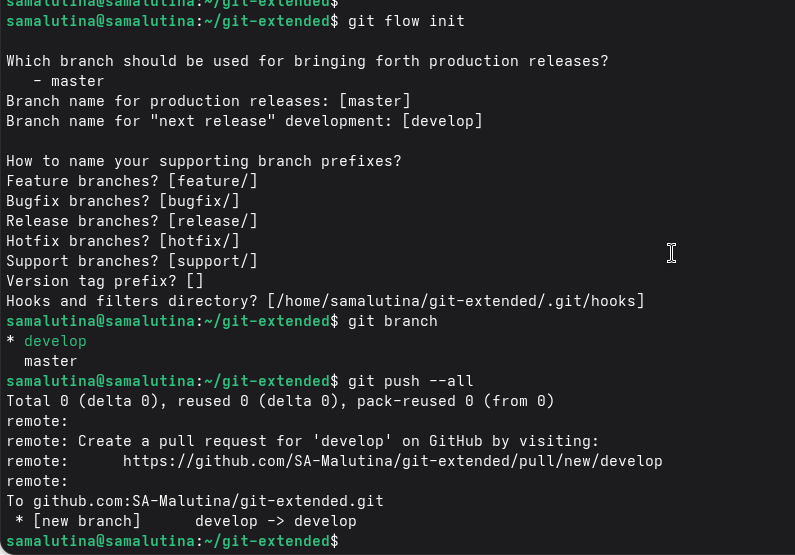 samalutina@samalutina:~/git-extended$
samalutina@samalutina:~/git-extended$ git flow init

Which branch should be used for bringing forth production releases?
   - master
Branch name for production releases: [master]
Branch name for "next release" development: [develop]

How to name your supporting branch prefixes?
Feature branches? [feature/]
Bugfix branches? [bugfix/]
Release branches? [release/]
Hotfix branches? [hotfix/]
Support branches? [support/]
Version tag prefix? []
Hooks and filters directory? [/home/samalutina/git-extended/.git/hooks]
samalutina@samalutina:~/git-extended$ git branch
* develop
  master
samalutina@samalutina:~/git-extended$ git push --all
Total 0 (delta 0), reused 0 (delta 0), pack-reused 0 (from 0)
remote:
remote: Create a pull request for 'develop' on GitHub by visiting:
remote:      https://github.com/SA-Malutina/git-extended/pull/new/develop
remote:
To github.com:SA-Malutina/git-extended.git
 * [new branch]      develop -> develop
samalutina@samalutina:~/git-extended$